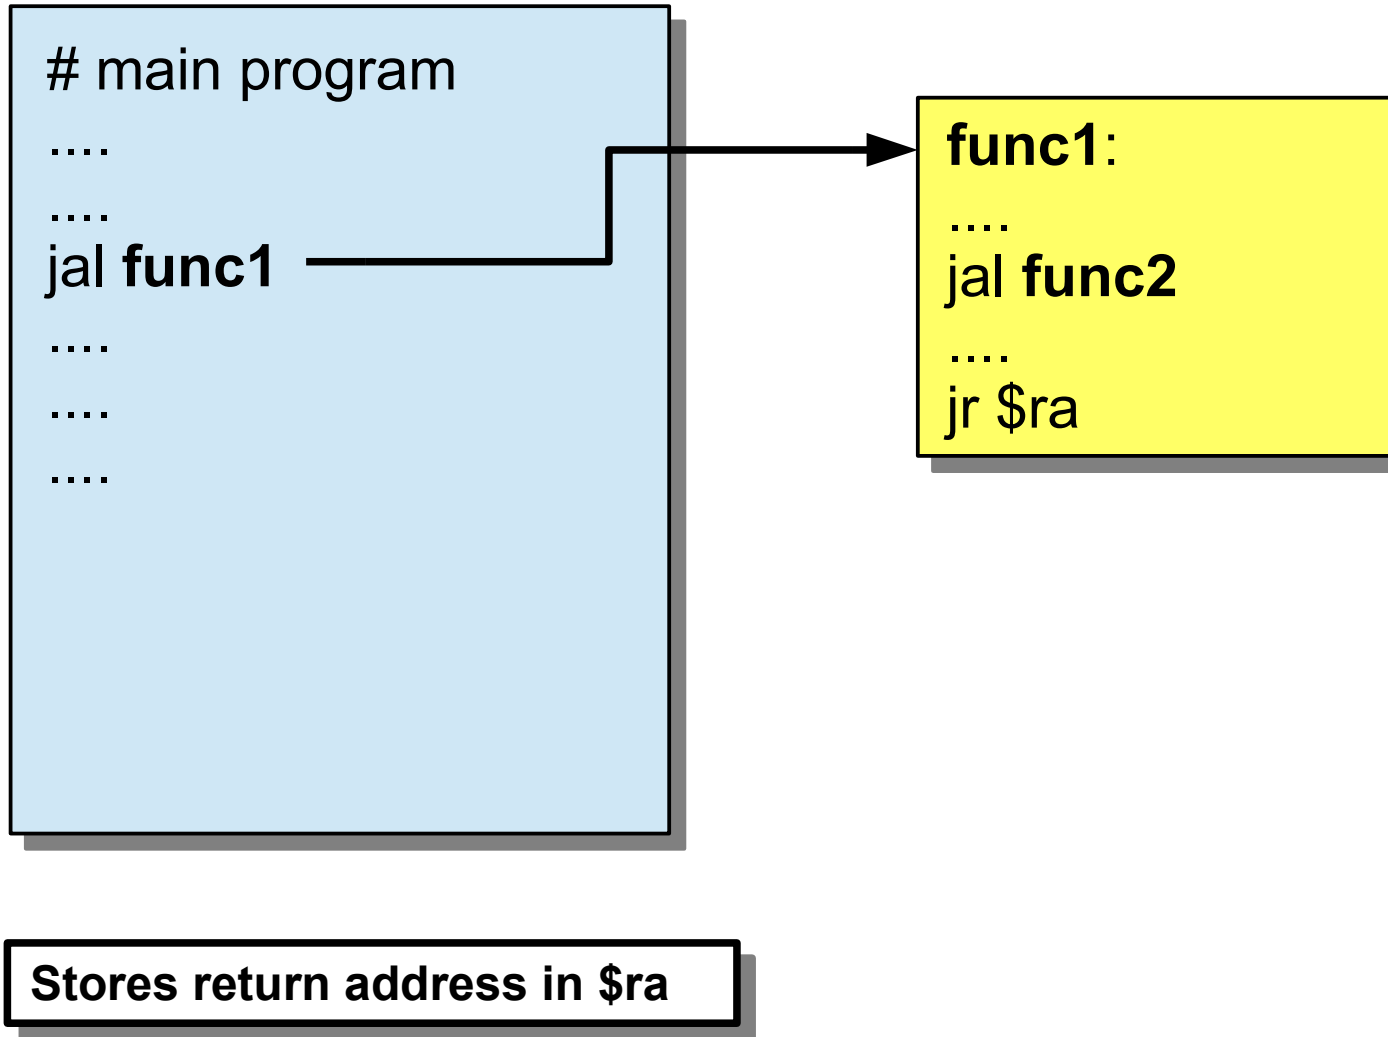 # main program
....
....
jal func1
....
....
....
func1:
....
jal func2
....
jr $ra
Stores return address in $ra